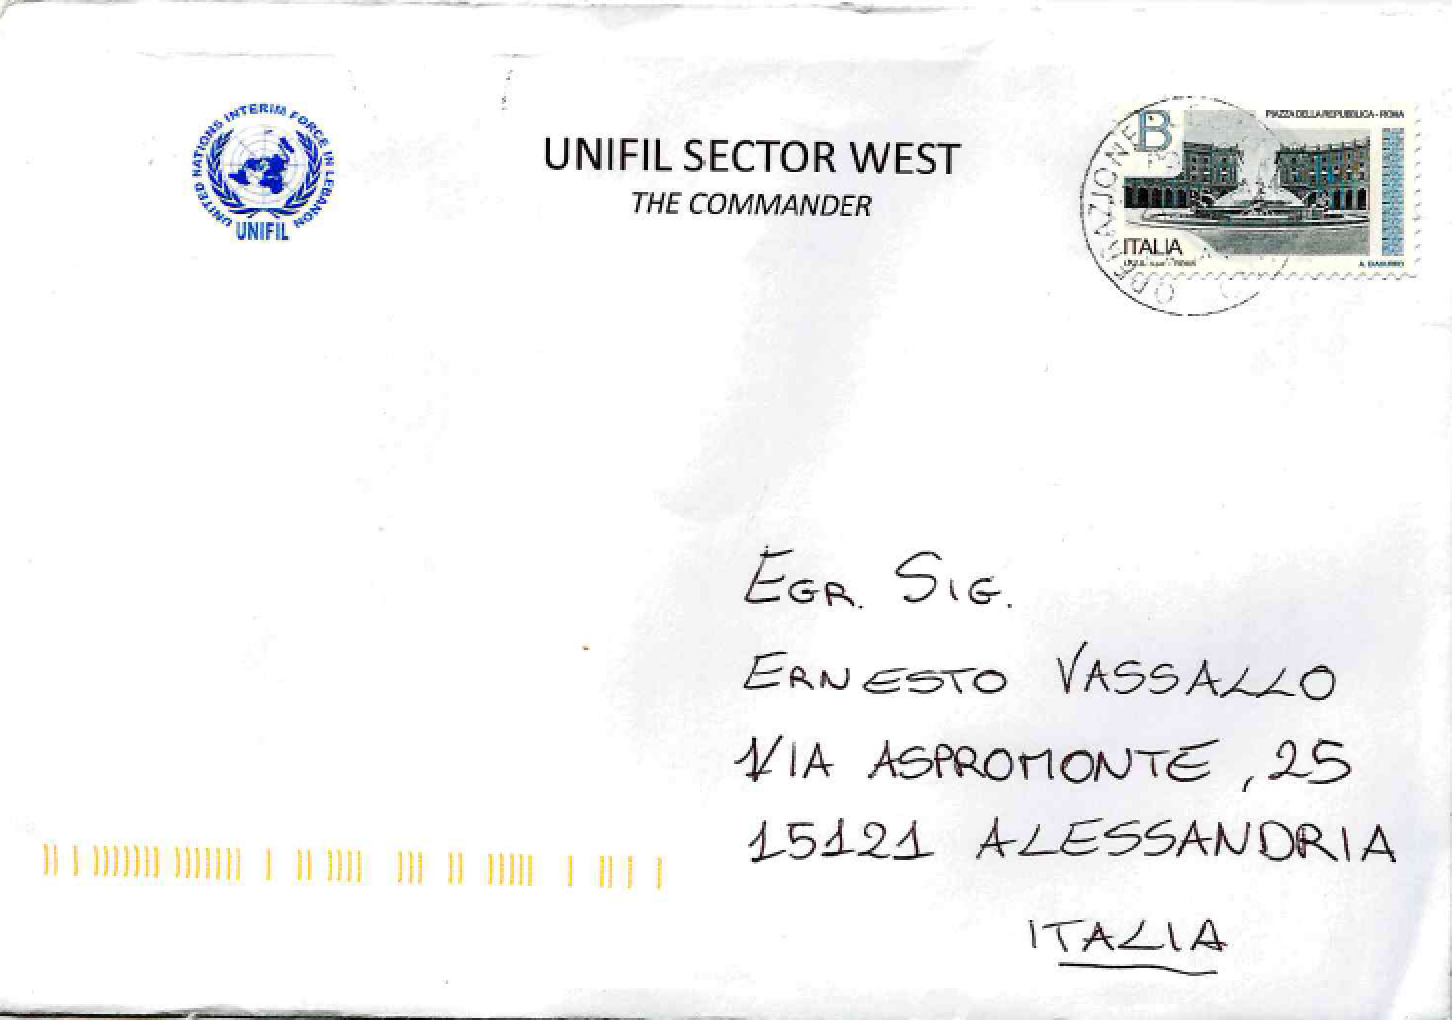 UNITED NATIONS INTERIM FORCE IN LEBANON
UNIFIL
UNIFIL SECTOR WEST
THE COMMANDER
PIAZZA DELLA REPUBBLICA - ROMA
B
ITALIA
OPERAZIONE
EGR. SIG.
ERNESTO VASSALLO
VIA ASPROMONTE, 25
15121 ALESSANDRIA
ITALIA